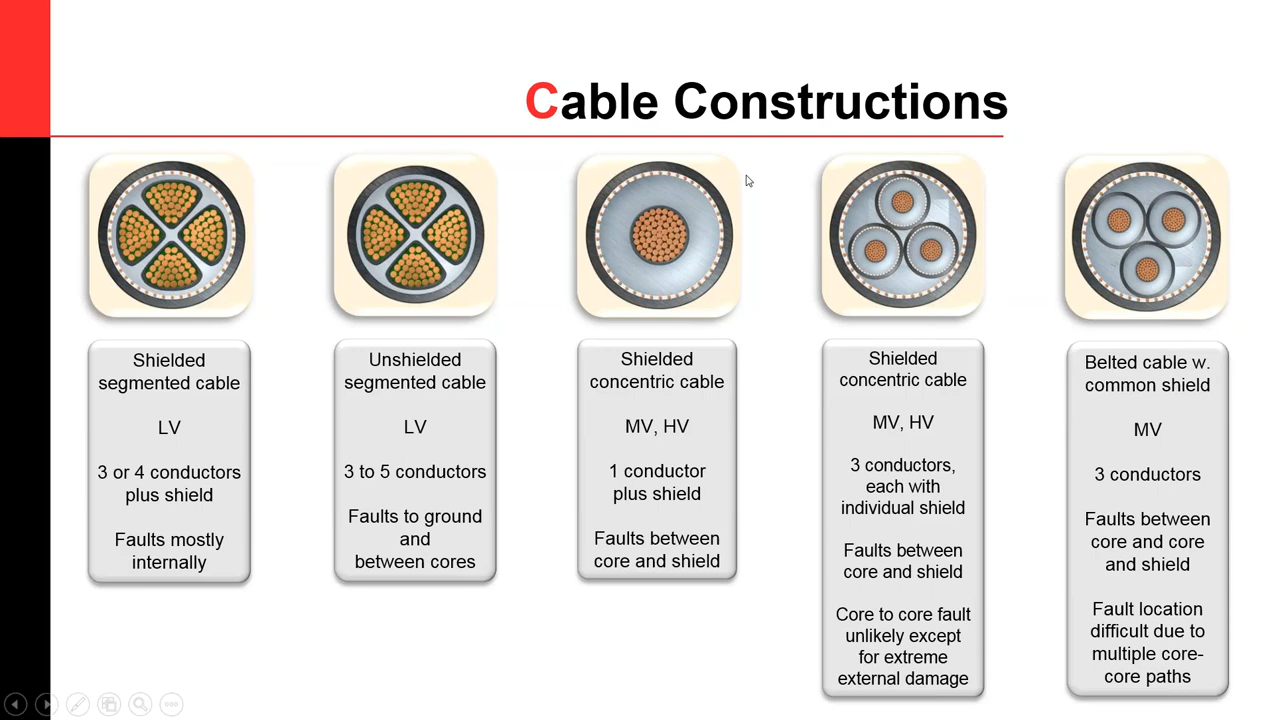 Cable Constructions
Shielded
segmented cable
LV
3 or 4 conductors
plus shield
Faults mostly
internally
Unshielded
segmented cable
LV
3 to 5 conductors
Faults to ground
and
between cores
Shielded
concentric cable
MV, HV
1 conductor
plus shield
Faults between
core and shield
Shielded
concentric cable
MV, HV
3 conductors,
each with
individual shield
Faults between
core and shield
Core to core fault
unlikely except
for extreme
external damage
Belted cable w.
common shield
MV
3 conductors
Faults between
core and core
and shield
Fault location
difficult due to
multiple core-
core paths